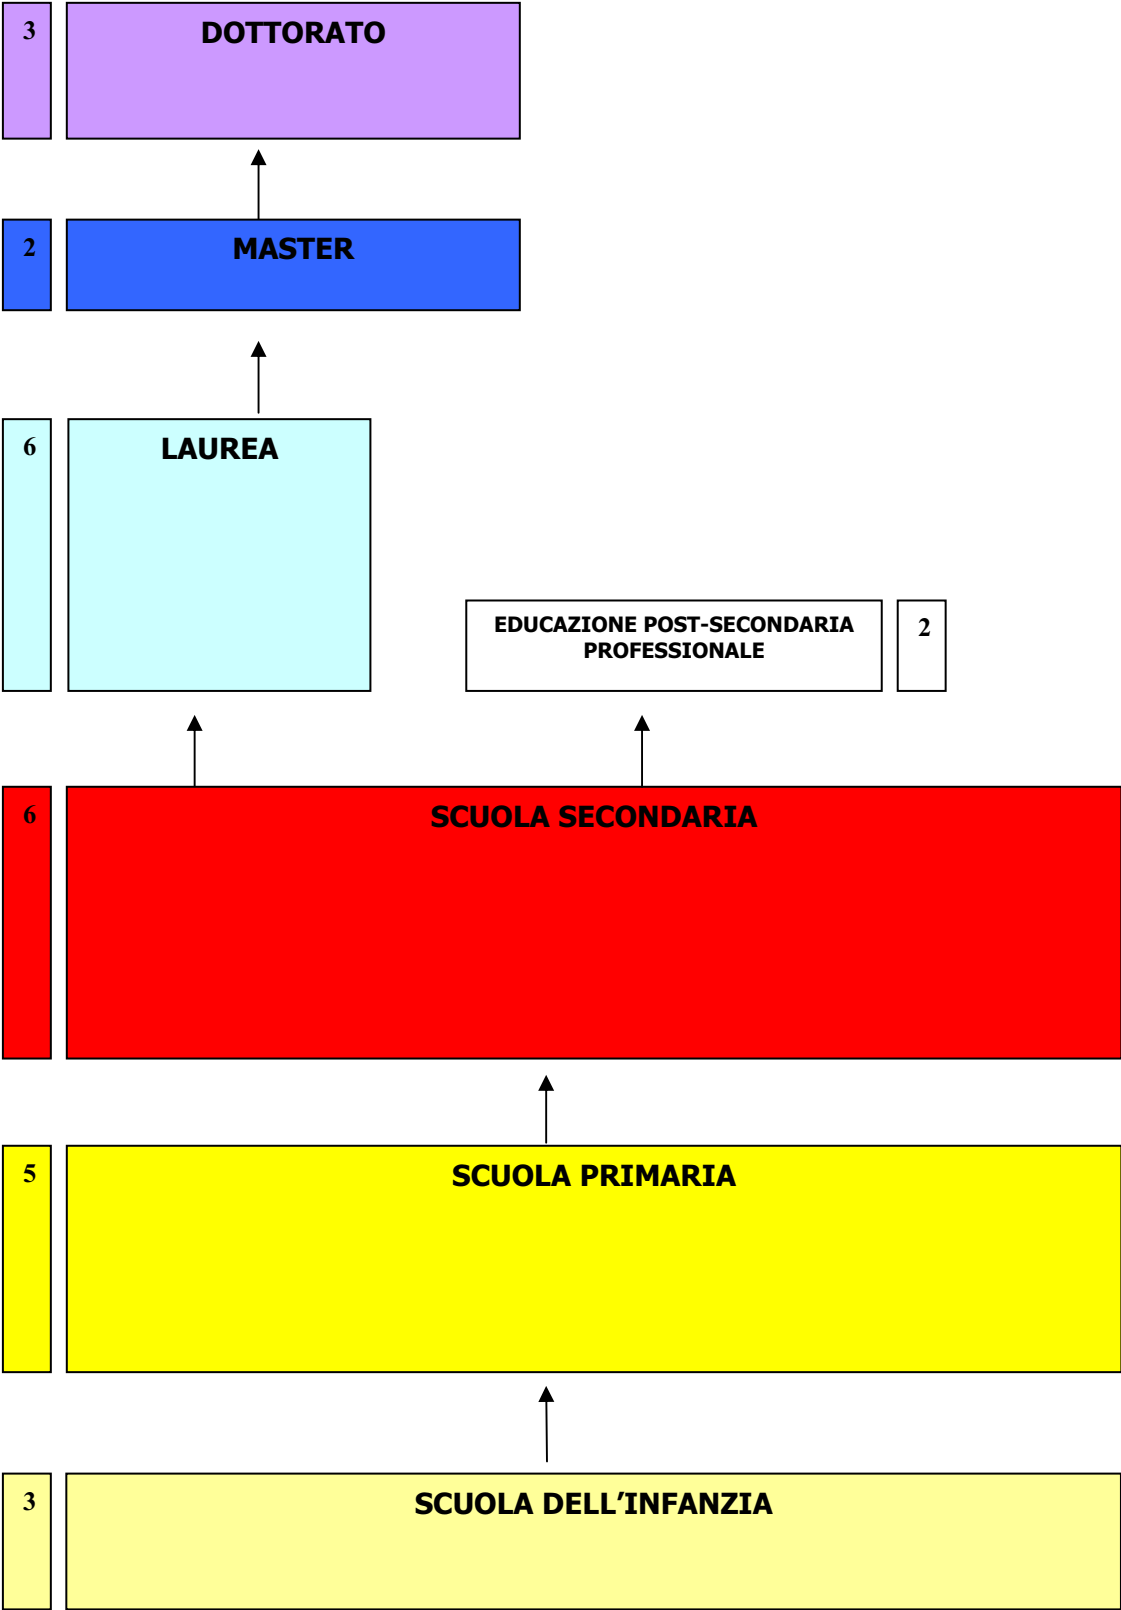 3
DOTTORATO
2
MASTER
6
LAUREA
EDUCAZIONE POST-SECONDARIA
PROFESSIONALE
2
6
SCUOLA SECONDARIA
5
SCUOLA PRIMARIA
3
SCUOLA DELL’INFANZIA